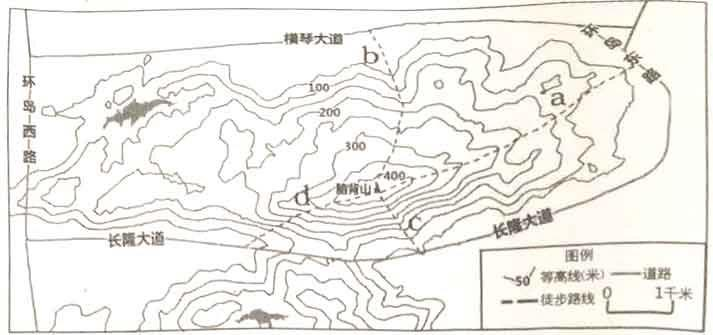 横琴大道
环岛东路
b
环岛西路
100
a
200
300
400
脑背山
d
c
长隆大道
长隆大道
图例
50 等高线(米) 道路
徒步路线 0 1千米